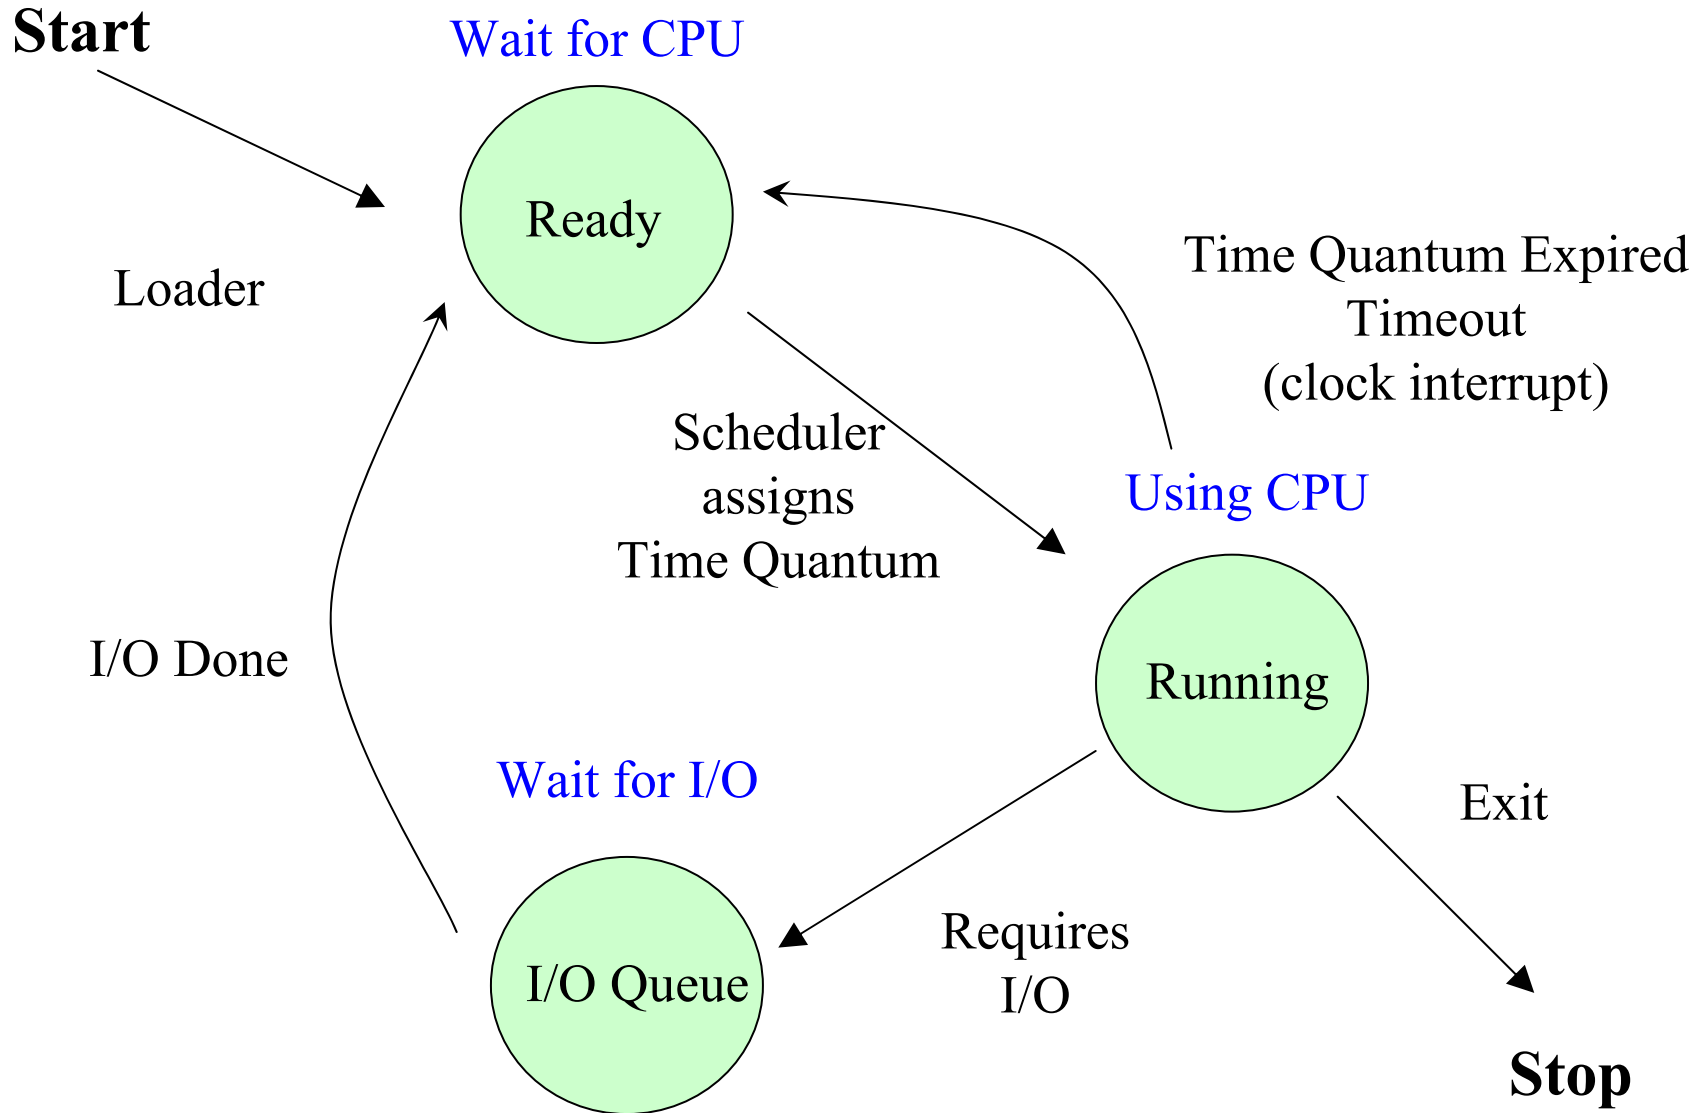 Start
Wait for CPU
Ready
Loader
Time Quantum Expired
Timeout
(clock interrupt)
Scheduler
assigns
Time Quantum
Using CPU
I/O Done
Running
Wait for I/O
Exit
Requires
I/O
I/O Queue
Stop